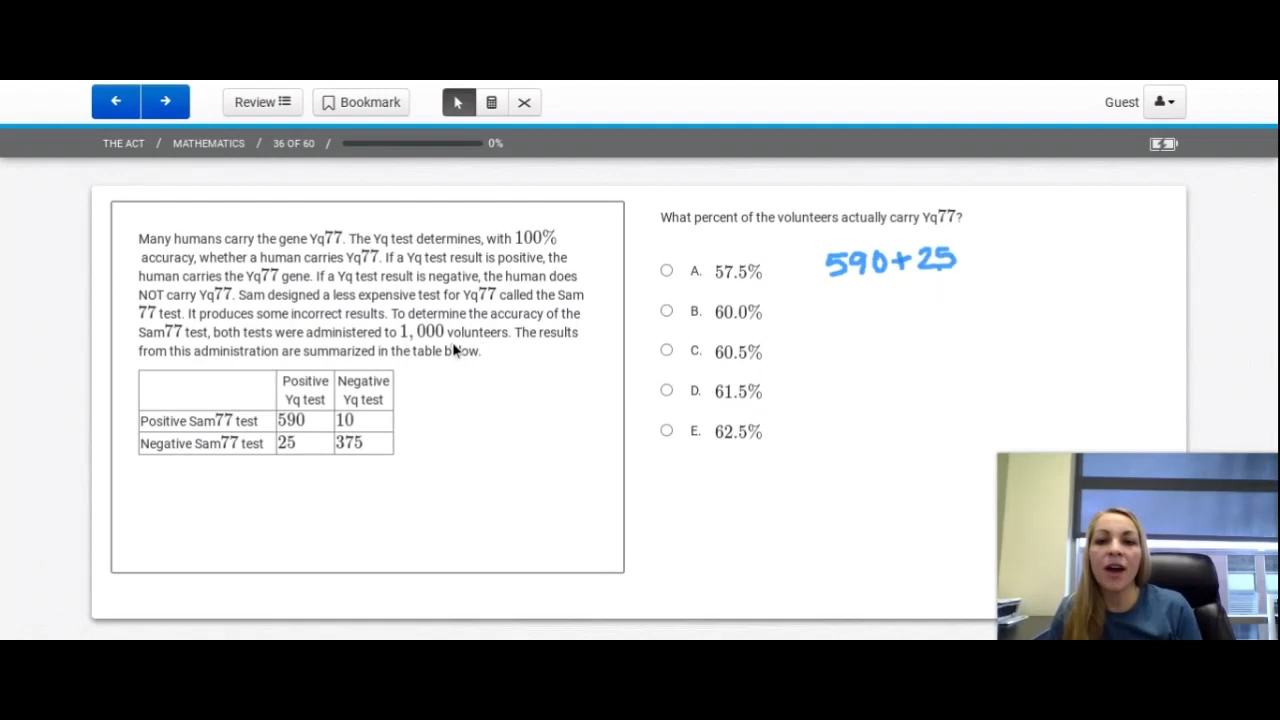 Review Bookmark Guest
THE ACT / MATHEMATICS / 36 OF 60 / 0%
Many humans carry the gene Yq77. The Yq test determines, with 100%
accuracy, whether a human carries Yq77. If a Yq test result is positive, the
human carries the Yq77 gene. If a Yq test result is negative, the human does
NOT carry Yq77. Sam designed a less expensive test for Yq77 called the Sam
77 test. It produces some incorrect results. To determine the accuracy of the
Sam77 test, both tests were administered to 1, 000 volunteers. The results
from this administration are summarized in the table below.
Positive Negative
Yq test Yq test
Positive Sam77 test 590 10
Negative Sam77 test 25 375
What percent of the volunteers actually carry Yq77?
590+25
A. 57.5%
B. 60.0%
C. 60.5%
D. 61.5%
E. 62.5%